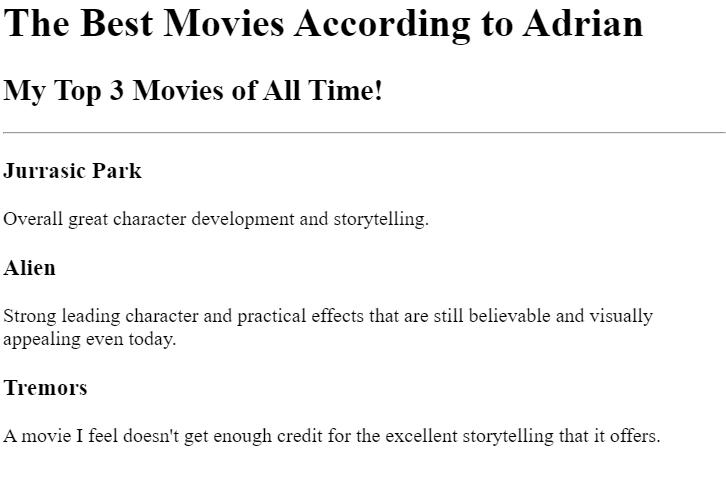 The Best Movies According to Adrian
My Top 3 Movies of All Time!
Jurrasic Park
Overall great character development and storytelling.
Alien
Strong leading character and practical effects that are still believable and visually
appealing even today.
Tremors
A movie I feel doesn't get enough credit for the excellent storytelling that it offers.